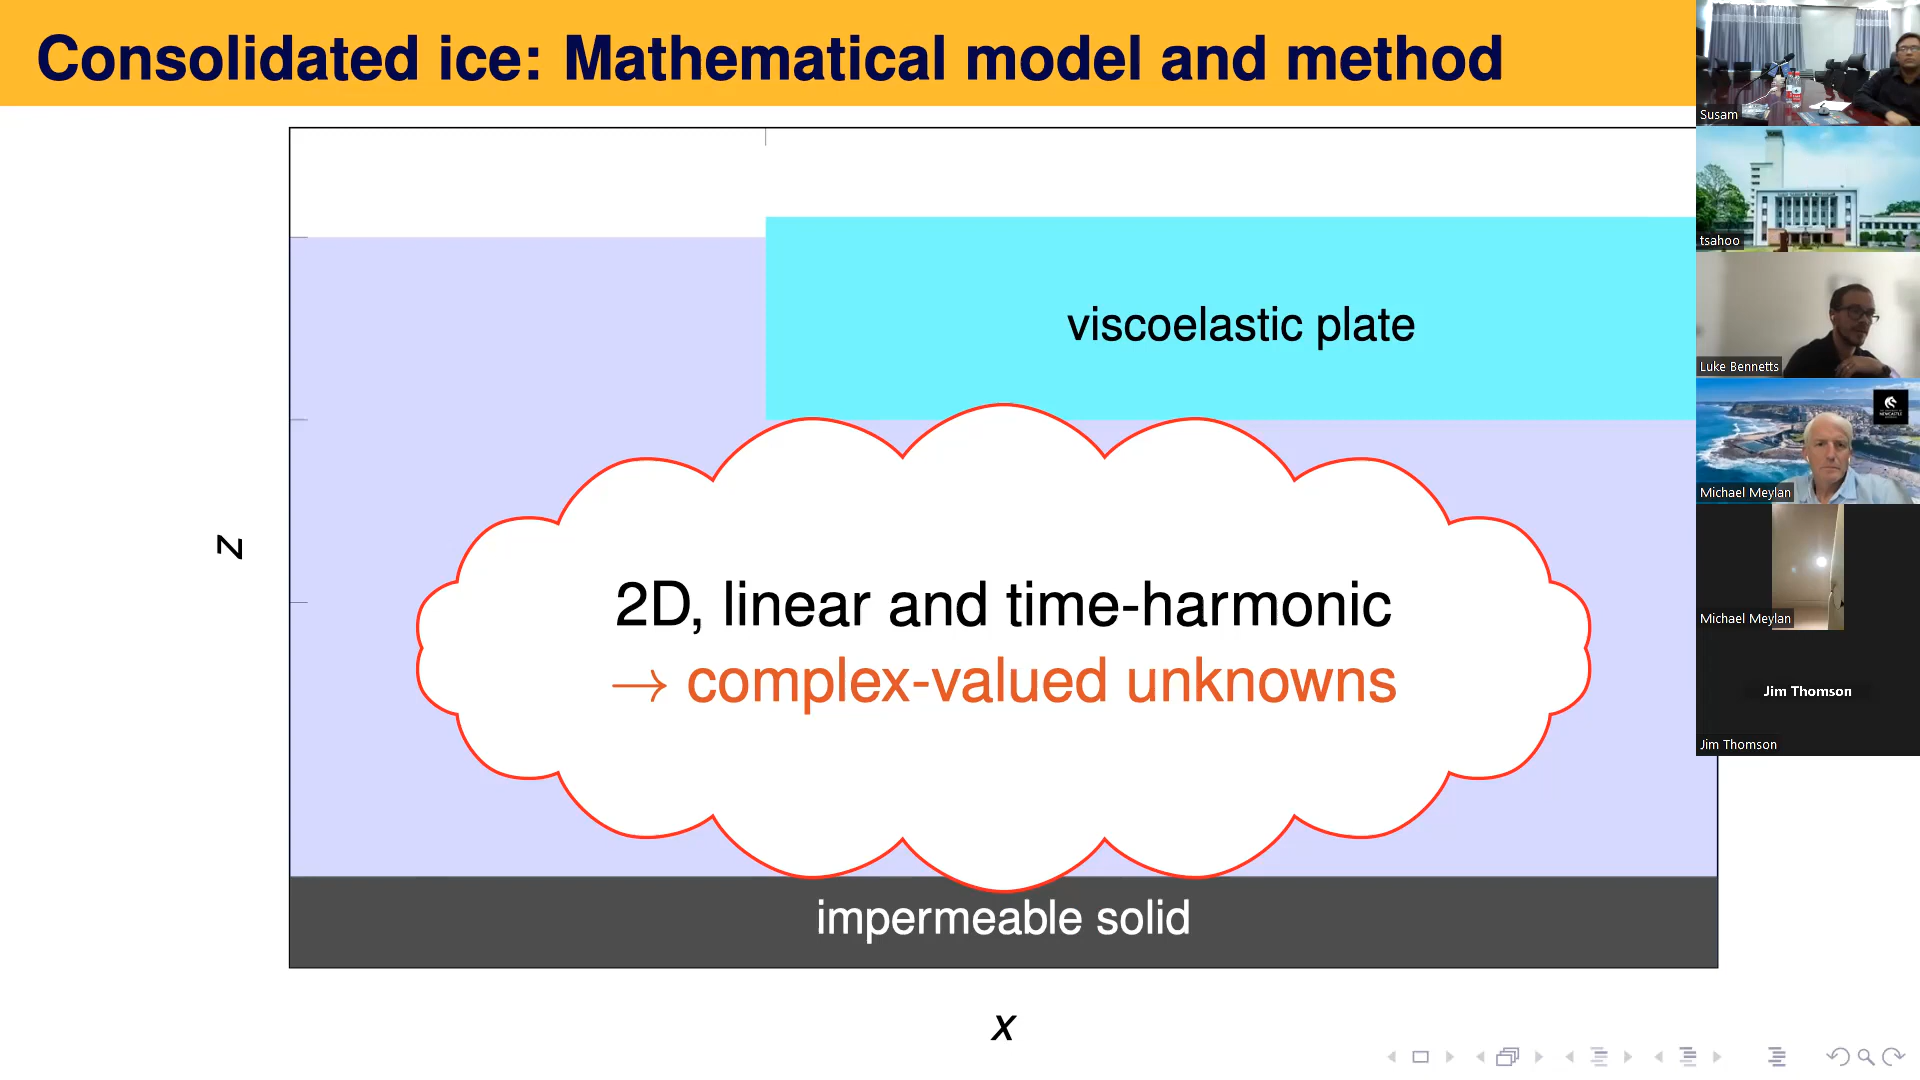 Consolidated ice: Mathematical model and method
viscoelastic plate
2D, linear and time-harmonic
→ complex-valued unknowns
impermeable solid
z
x
Susam
tsahoo
Luke Bennetts
Michael Meylan
Michael Meylan
Jim Thomson
Jim Thomson